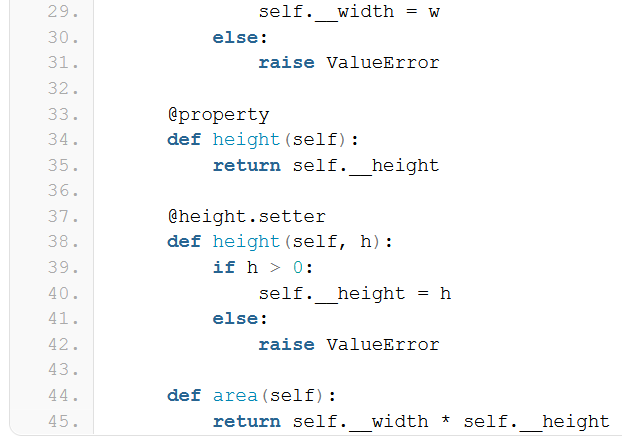 29.             self.__width = w
30.         else:
31.             raise ValueError
32.
33.     @property
34.     def height(self):
35.         return self.__height
36.
37.     @height.setter
38.     def height(self, h):
39.         if h > 0:
40.             self.__height = h
41.         else:
42.             raise ValueError
43.
44.     def area(self):
45.         return self.__width * self.__height